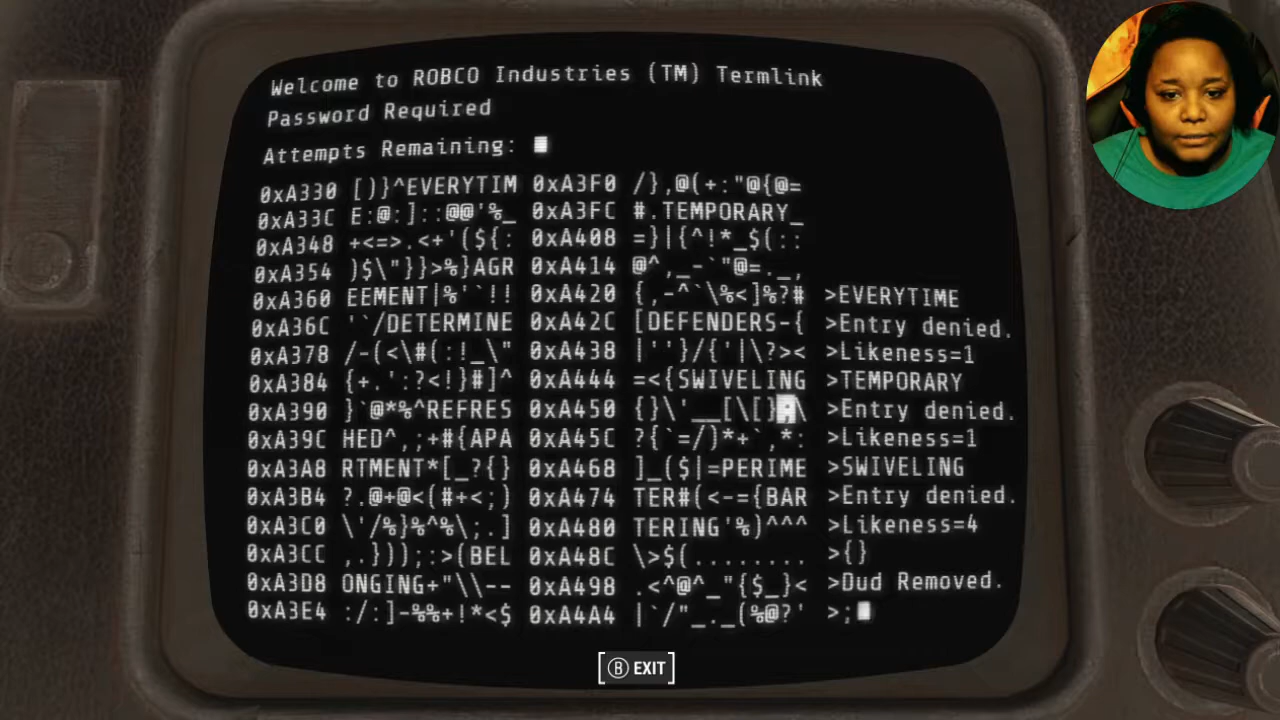 Welcome to ROBCO Industries (TM) Termlink
Password Required
Attempts Remaining: ■
0xA330 [)}^EVERYTIM 0xA3F0 /},@(+:"@{@=
0xA33C E:@:]::@@'%_ 0xA3FC #.TEMPORARY_
0xA348 +<=>.<+'(${: 0xA408 =}|{^!*_$(::
0xA354 )$\"}}>%}AGR 0xA414 @^,_-`"@=._,
0xA360 EEMENT|%'`!! 0xA420 {,-^`\%<]%?# >EVERYTIME
0xA36C '`/DETERMINE 0xA42C [DEFENDERS-{ >Entry denied.
0xA378 /-(<\#(:!_\" 0xA438 |''}/{'|\?>< >Likeness=1
0xA384 {+.':?<!}#]^ 0xA444 =<{SWIVELING >TEMPORARY
0xA390 }`@*%^REFRES 0xA450 {}\'__[\[};\ >Entry denied.
0xA39C HED^,;+#{APA 0xA45C ?{`=/)*+`,*: >Likeness=1
0xA3A8 RTMENT*[_?{} 0xA468 ]_($|=PERIME >SWIVELING
0xA3B4 ?.@+@<(#+<;) 0xA474 TER#(<-={BAR >Entry denied.
0xA3C0 \'/%}%^%\;.] 0xA480 TERING'%)^^^ >Likeness=4
0xA3CC ,.}));:>(BEL 0xA48C \>$(........ >{}
0xA3D8 ONGING+"\\-- 0xA498 .<^@^_"{$_}< >Dud Removed.
0xA3E4 :/:]-%%+!*<$ 0xA4A4 |`/"_._(%@?' >;■
B EXIT